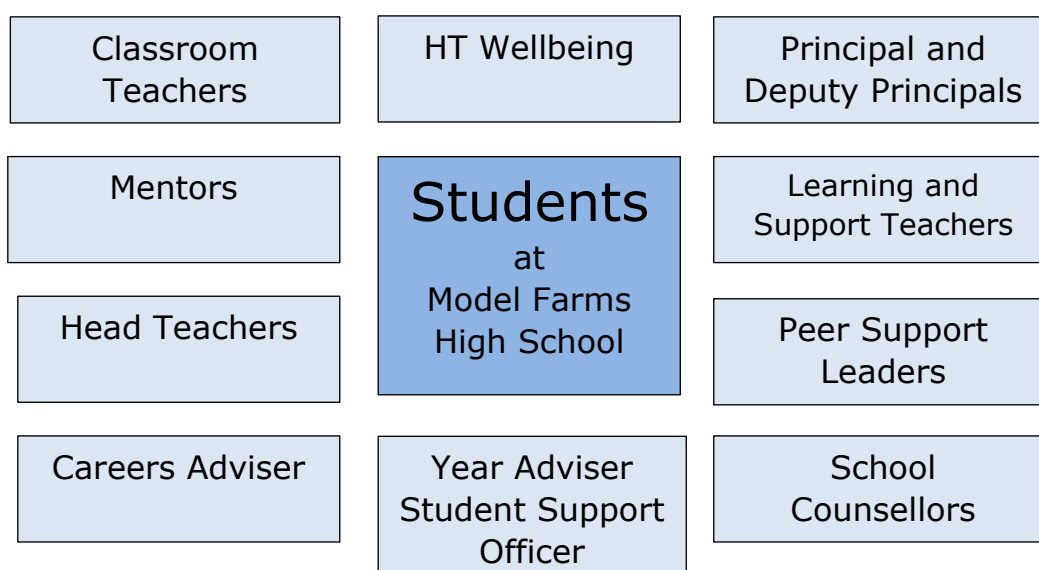 Classroom
Teachers
HT Wellbeing
Principal and
Deputy Principals
Mentors
Students
at
Model Farms
High School
Learning and
Support Teachers
Head Teachers
Peer Support
Leaders
Careers Adviser
Year Adviser
Student Support
Officer
School
Counsellors